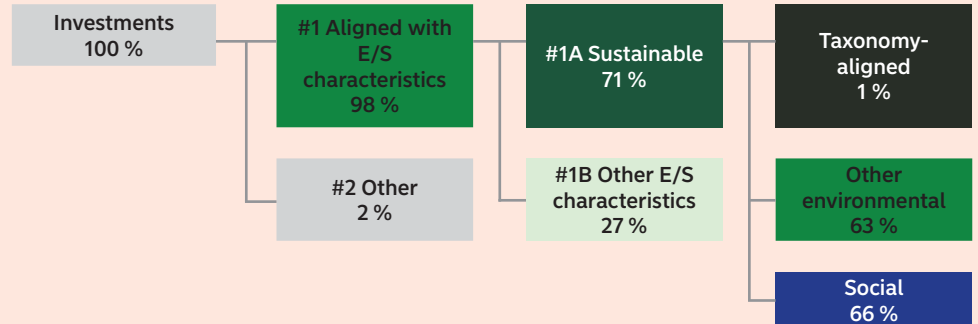 Investments
100 %
#1 Aligned with
E/S
characteristics
98 %
#1A Sustainable
71 %
Taxonomy-
aligned
1 %
#2 Other
2 %
#1B Other E/S
characteristics
27 %
Other
environmental
63 %
Social
66 %